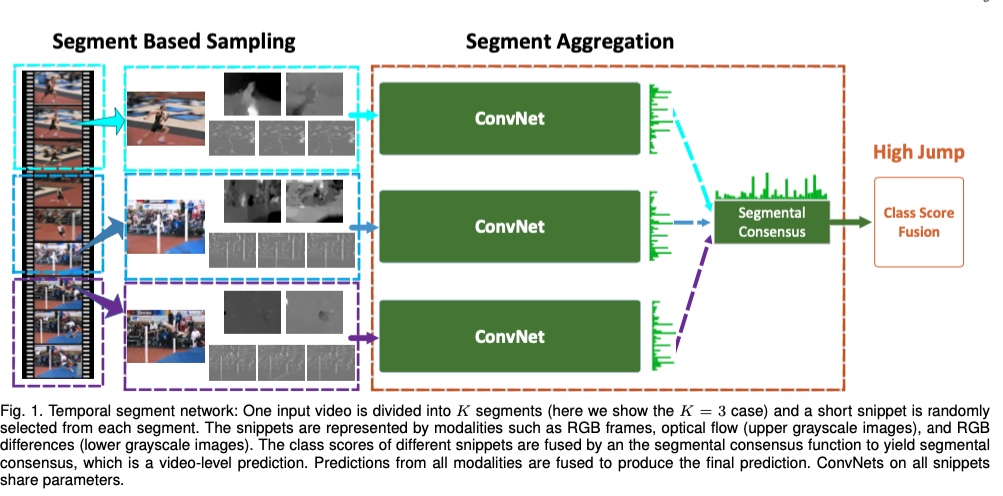 Segment Based Sampling
Segment Aggregation
ConvNet
ConvNet
ConvNet
Segmental
Consensus
High Jump
Class Score
Fusion
Fig. 1. Temporal segment network: One input video is divided into K segments (here we show the K = 3 case) and a short snippet is randomly
selected from each segment. The snippets are represented by modalities such as RGB frames, optical flow (upper grayscale images), and RGB
differences (lower grayscale images). The class scores of different snippets are fused by an the segmental consensus function to yield segmental
consensus, which is a video-level prediction. Predictions from all modalities are fused to produce the final prediction. ConvNets on all snippets
share parameters.